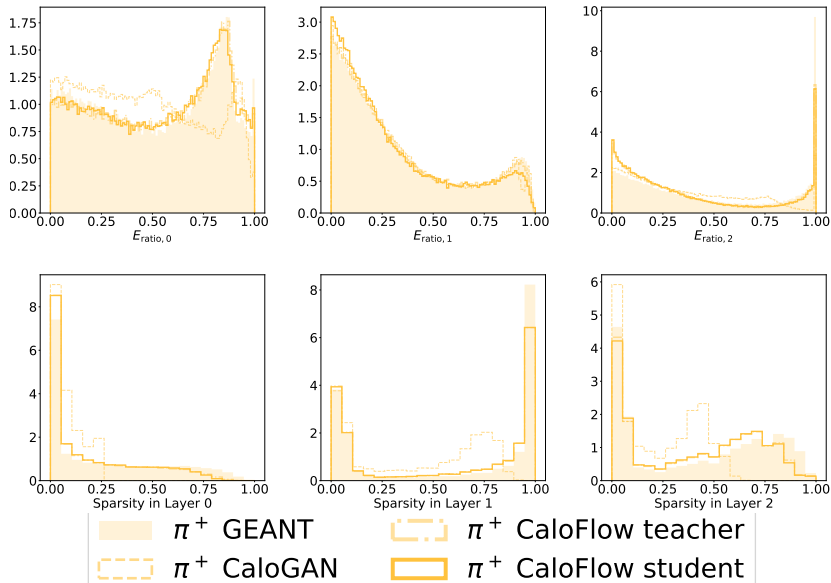 1.75
1.50
1.25
1.00
0.75
0.50
0.25
0.00
0.00 0.25 0.50 0.75 1.00
E_ratio, 0
3.0
2.5
2.0
1.5
1.0
0.5
0.0
0.00 0.25 0.50 0.75 1.00
E_ratio, 1
10
8
6
4
2
0
0.00 0.25 0.50 0.75 1.00
E_ratio, 2
8
6
4
2
0
0.00 0.25 0.50 0.75 1.00
Sparsity in Layer 0
8
6
4
2
0
0.00 0.25 0.50 0.75 1.00
Sparsity in Layer 1
6
5
4
3
2
1
0
0.00 0.25 0.50 0.75 1.00
Sparsity in Layer 2
π⁺ GEANT
π⁺ CaloGAN
π⁺ CaloFlow teacher
π⁺ CaloFlow student